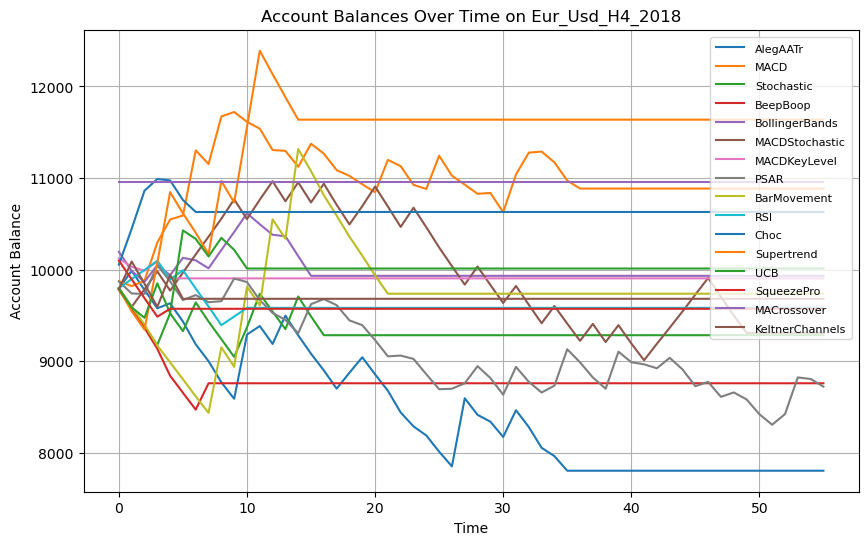 Account Balances Over Time on Eur_Usd_H4_2018
Account Balance
12000
11000
10000
9000
8000
0
10
20
30
40
50
Time
AlegAATr
MACD
Stochastic
BeepBoop
BollingerBands
MACDStochastic
MACDKeyLevel
PSAR
BarMovement
RSI
Choc
Supertrend
UCB
SqueezePro
MACrossover
KeltnerChannels